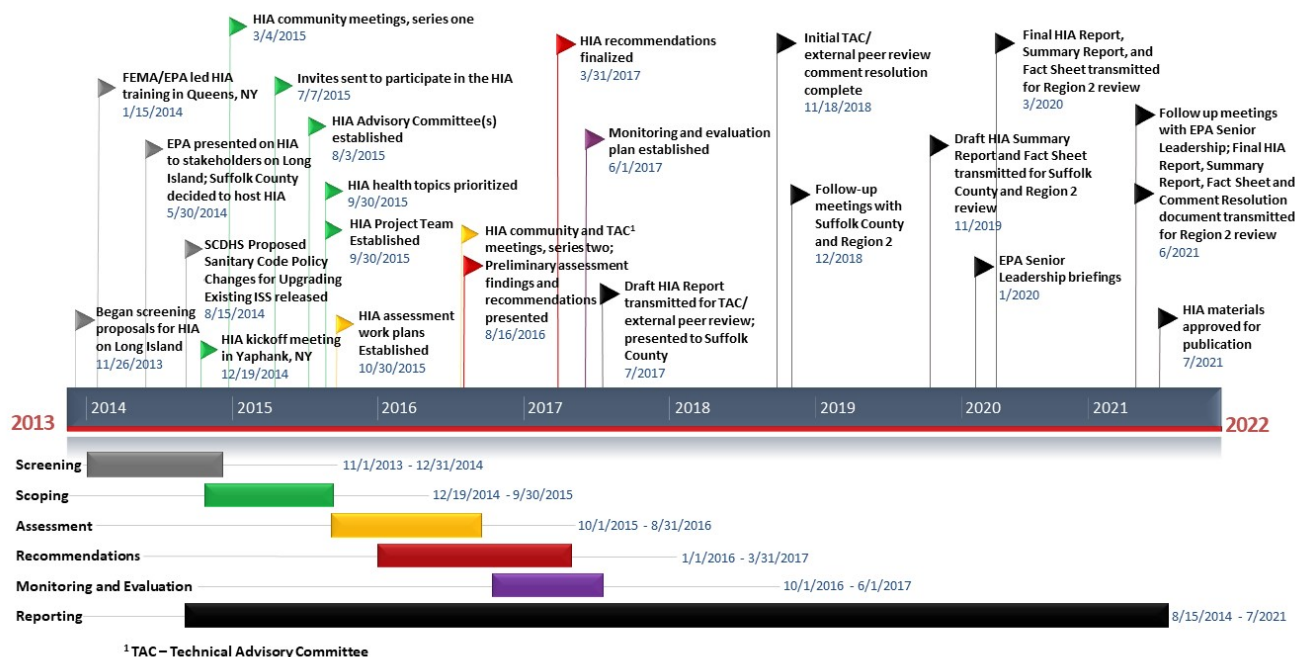 HIA community meetings, series one
3/4/2015
FEMA/EPA led HIA
training in Queens, NY
1/15/2014
Invites sent to participate in the HIA
7/7/2015
HIA Advisory Committee(s)
established
8/3/2015
EPA presented on HIA
to stakeholders on Long
Island; Suffolk County
decided to host HIA
5/30/2014
HIA health topics prioritized
9/30/2015
HIA Project Team
Established
9/30/2015
SCDHS Proposed
Sanitary Code Policy
Changes for Upgrading
Existing ISS released
8/15/2014
Began screening
proposals for HIA
on Long Island
11/26/2013
HIA kickoff meeting
in Yaphank, NY
12/19/2014
HIA assessment
work plans
Established
10/30/2015
HIA recommendations
finalized
3/31/2017
Monitoring and evaluation
plan established
6/1/2017
HIA community and TAC¹
meetings, series two;
Preliminary assessment
findings and
recommendations
presented
8/16/2016
Draft HIA Report
transmitted for TAC/
external peer review;
presented to Suffolk
County
7/2017
Initial TAC/
external peer review
comment resolution
complete
11/18/2018
Follow-up
meetings with
Suffolk County
and Region 2
12/2018
Final HIA Report,
Summary Report, and
Fact Sheet transmitted
for Region 2 review
3/2020
Draft HIA Summary
Report and Fact Sheet
transmitted for Suffolk
County and Region 2
review
11/2019
EPA Senior
Leadership briefings
1/2020
Follow up meetings
with EPA Senior
Leadership; Final HIA
Report, Summary
Report, Fact Sheet and
Comment Resolution
document transmitted
for Region 2 review
6/2021
HIA materials
approved for
publication
7/2021
2013
2014
2015
2016
2017
2018
2019
2020
2021
2022
Screening
11/1/2013 - 12/31/2014
Scoping
12/19/2014 - 9/30/2015
Assessment
10/1/2015 - 8/31/2016
Recommendations
1/1/2016 - 3/31/2017
Monitoring and Evaluation
10/1/2016 - 6/1/2017
Reporting
8/15/2014 - 7/2021
¹ TAC – Technical Advisory Committee